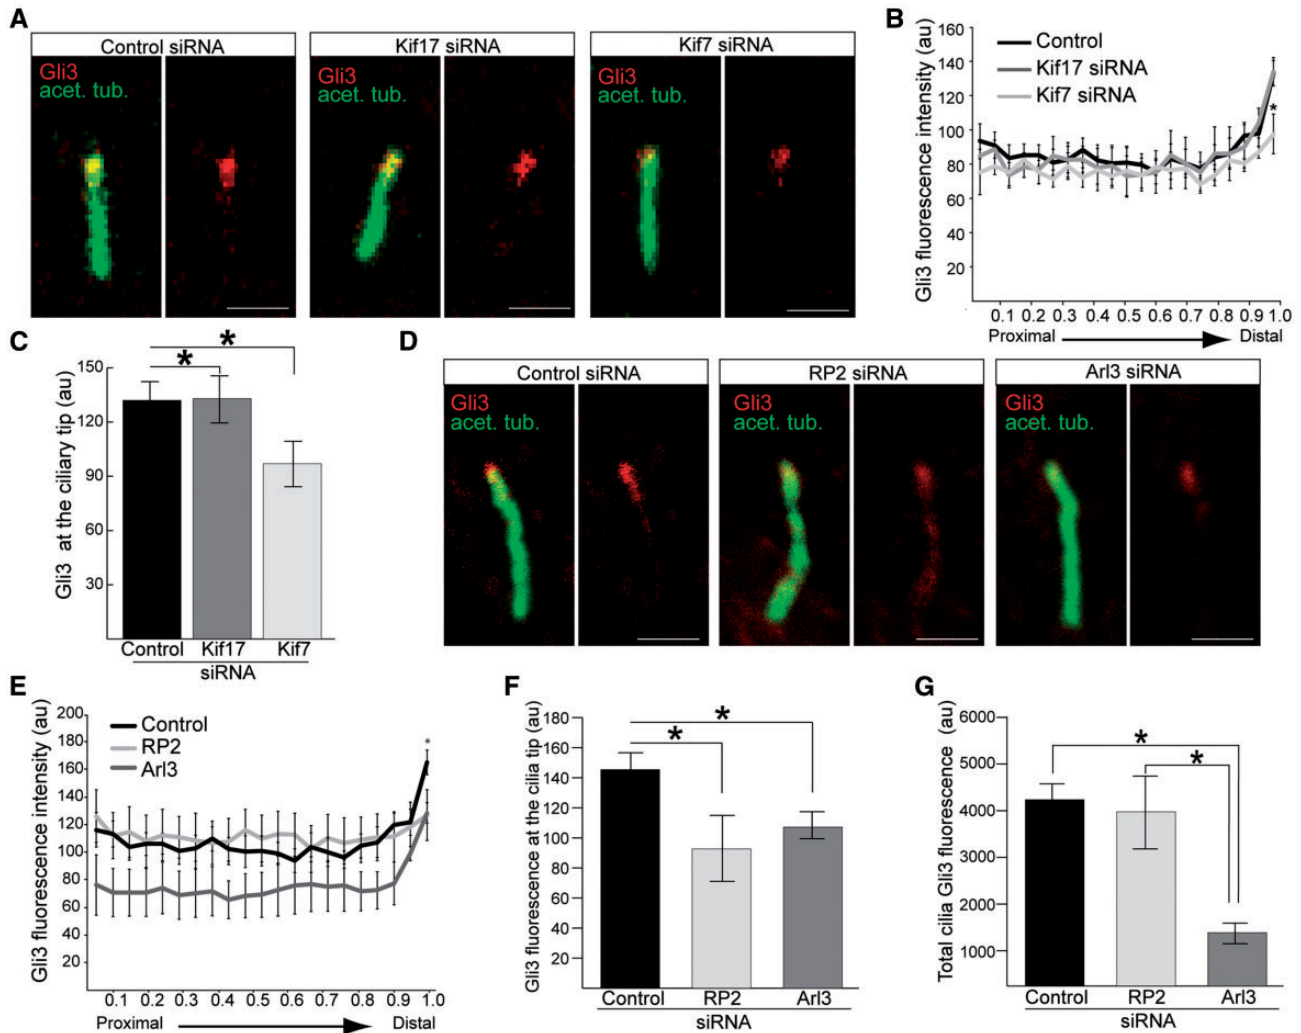 A
Control siRNA
Kif17 siRNA
Kif7 siRNA
Gli3
acet. tub.
Gli3
acet. tub.
Gli3
acet. tub.
B
Gli3 fluorescence intensity (au)
160
140
120
100
80
60
40
20
Control
Kif17 siRNA
Kif7 siRNA
*
0.1 0.2 0.3 0.4 0.5 0.6 0.7 0.8 0.9 1.0
Proximal Distal
C
Gli3 at the ciliary tip (au)
150
120
90
60
30
*
*
Control Kif17 Kif7
siRNA
D
Control siRNA
RP2 siRNA
Arl3 siRNA
Gli3
acet. tub.
Gli3
acet. tub.
Gli3
acet. tub.
E
Gli3 fluorescence intensity (au)
200
180
160
140
120
100
80
60
40
20
Control
RP2
Arl3
*
0.1 0.2 0.3 0.4 0.5 0.6 0.7 0.8 0.9 1.0
Proximal Distal
F
Gli3 fluorescence at the cilia tip (au)
180
160
140
120
100
80
60
40
20
*
*
Control RP2 Arl3
siRNA
G
Total cilia Gli3 fluorescence (au)
6000
5000
4000
3000
2000
1000
*
*
Control RP2 Arl3
siRNA